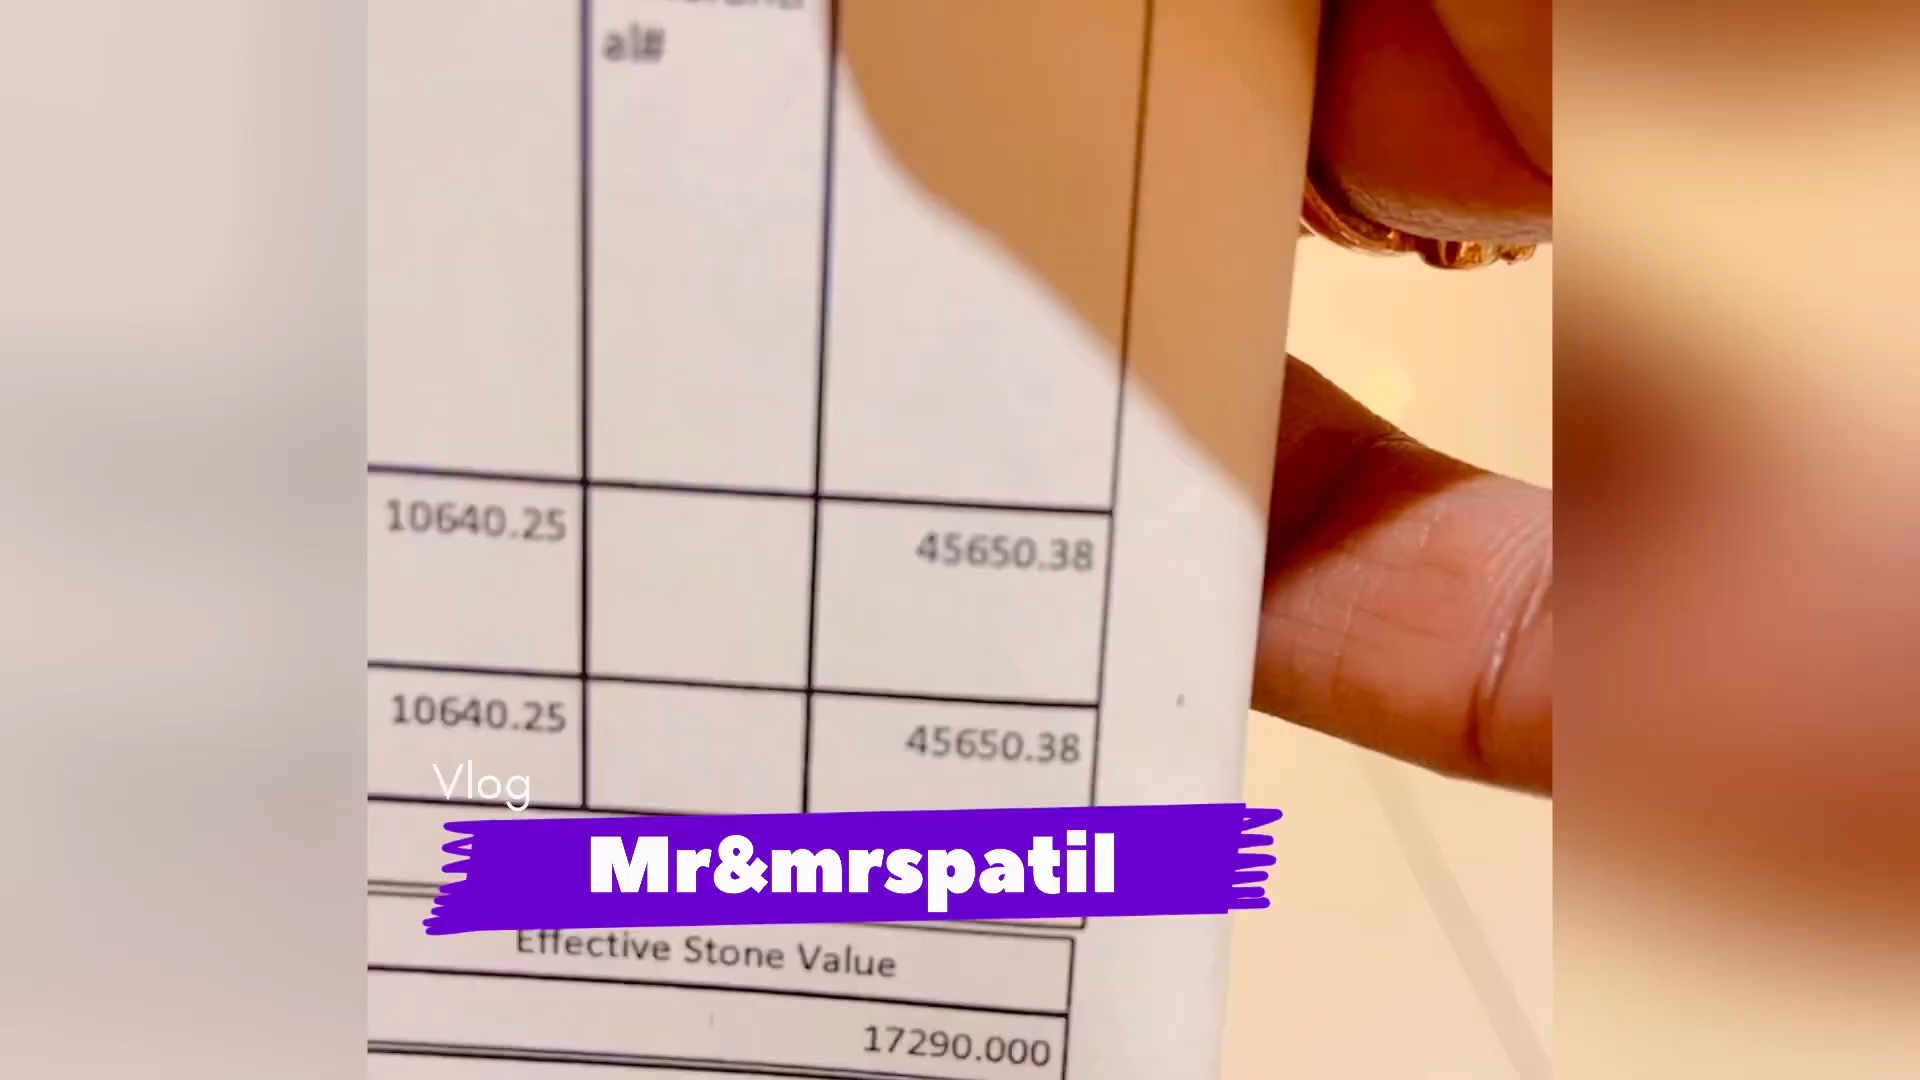 al#
10640.25 45650.38
10640.25 45650.38
Vlog
Mr&mrspatil
Effective Stone Value
17290.000